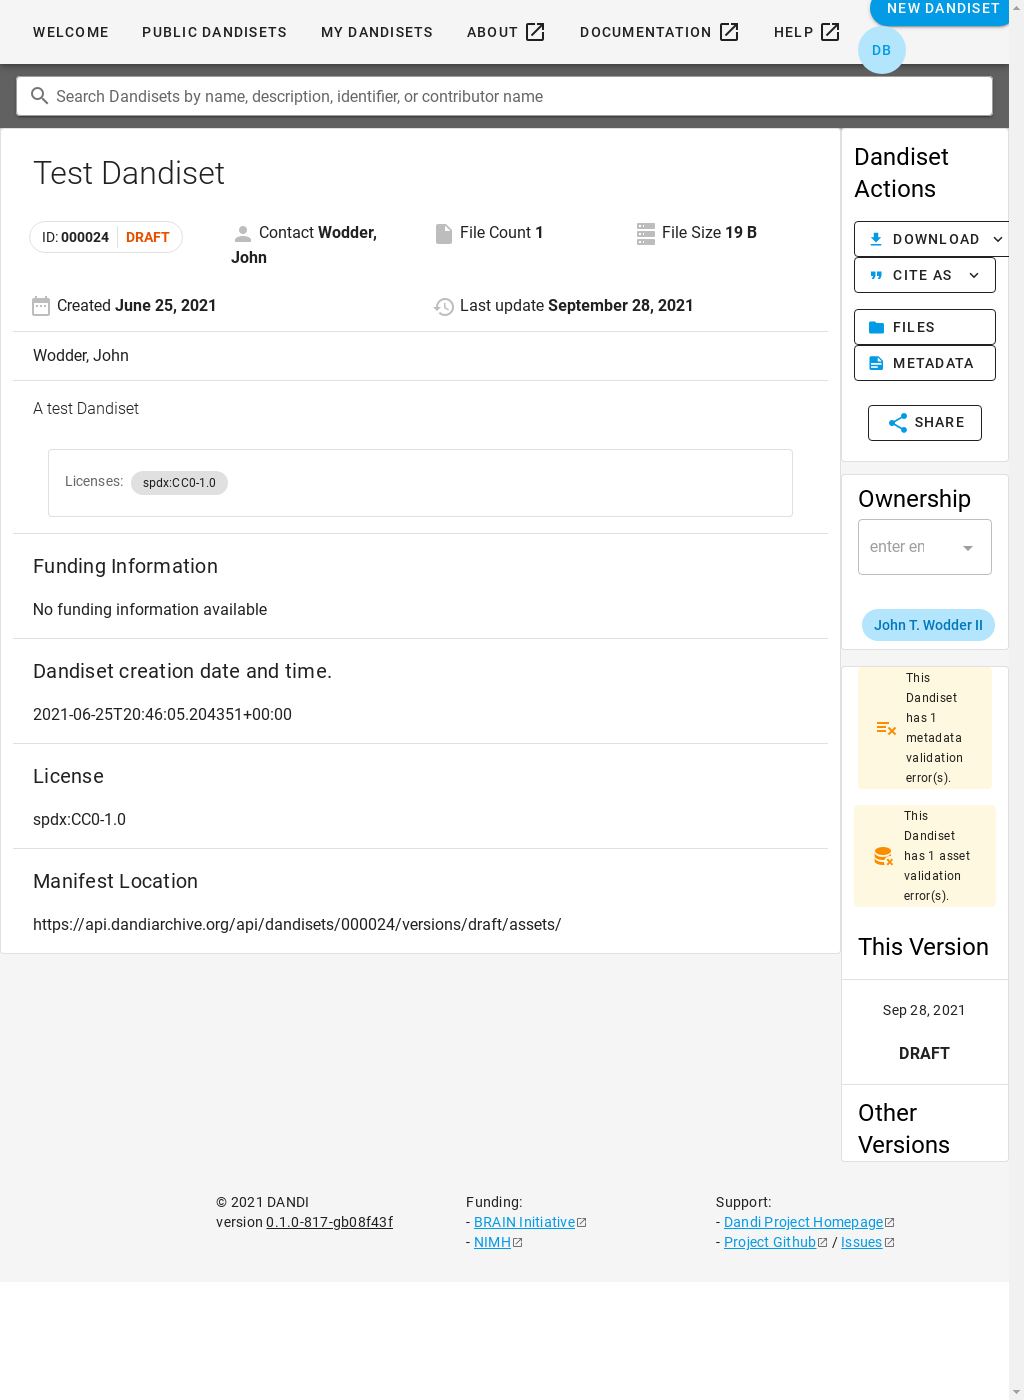 WELCOME PUBLIC DANDISETS MY DANDISETS ABOUT DOCUMENTATION HELP NEW DANDISET
DB
Search Dandisets by name, description, identifier, or contributor name
Test Dandiset
ID: 000024 DRAFT
Contact Wodder,
John
File Count 1
File Size 19 B
Created June 25, 2021
Last update September 28, 2021
Wodder, John
A test Dandiset
Licenses: spdx:CC0-1.0
Funding Information
No funding information available
Dandiset creation date and time.
2021-06-25T20:46:05.204351+00:00
License
spdx:CC0-1.0
Manifest Location
https://api.dandiarchive.org/api/dandisets/000024/versions/draft/assets/
Dandiset
Actions
DOWNLOAD
CITE AS
FILES
METADATA
SHARE
Ownership
enter en
John T. Wodder II
This
Dandiset
has 1
metadata
validation
error(s).
This
Dandiset
has 1 asset
validation
error(s).
This Version
Sep 28, 2021
DRAFT
Other
Versions
© 2021 DANDI
version 0.1.0-817-gb08f43f
Funding:
- BRAIN Initiative
- NIMH
Support:
- Dandi Project Homepage
- Project Github / Issues